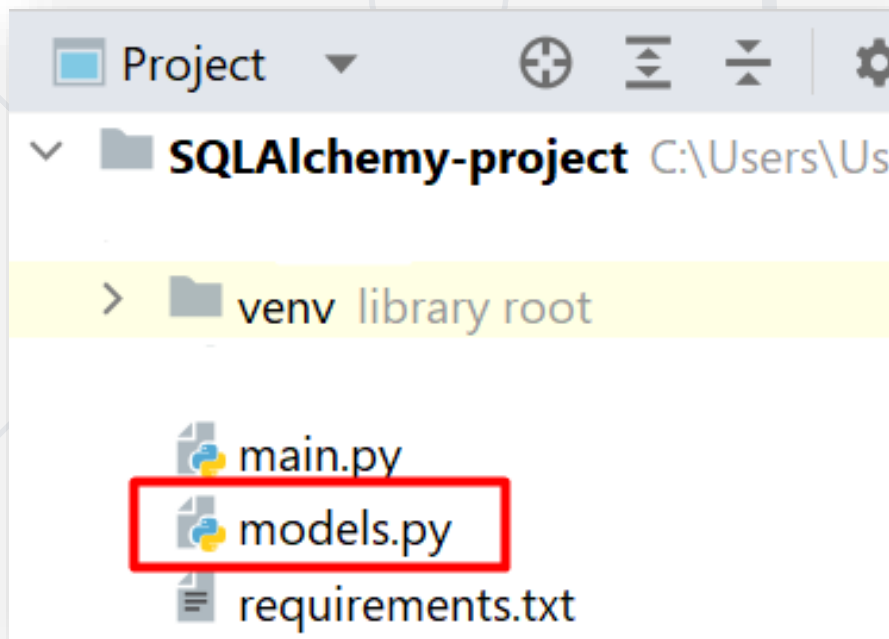 Project
SQLAlchemy-project C:\Users\Us
venv library root
main.py
models.py
requirements.txt